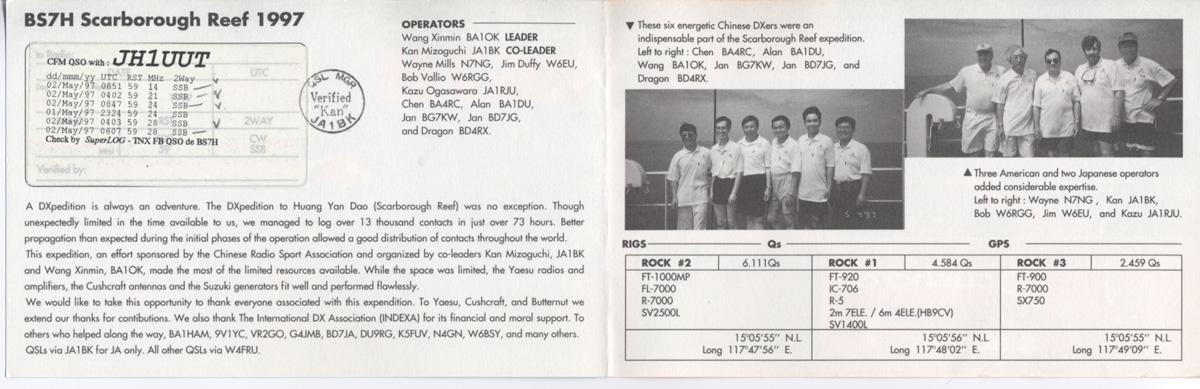 BS7H Scarborough Reef 1997
to Radio:
CFM QSO with : JH1UUT
UTC
dd/mmm/yy UTC RST MHz 2Way
02/May/97 0851 59 14 SSB
02/May/97 0402 59 21 SSB
02/May/97 0847 59 24 SSB
01/May/97 2324 59 24 SSB
02/May/97 0403 59 28 SSB
02/May/97 0607 59 28 SSB
2WAY
Check by SuperLOG - TNX FB QSO de BS7H
MHz
59
CW
SSB
Verified by:
QSL MGR
Verified
"Kan"
JA1BK
OPERATORS
Wang Xinmin BA1OK LEADER
Kan Mizoguchi JA1BK CO-LEADER
Wayne Mills N7NG, Jim Duffy W6EU,
Bob Vallio W6RGG,
Kazu Ogasawara JA1RJU,
Chen BA4RC, Alan BA1DU,
Jan BG7KW, Jan BD7JG,
and Dragon BD4RX.
A DXpedition is always an adventure. The DXpedition to Huang Yan Dao (Scarborough Reef) was no exception. Though
unexpectedly limited in the time available to us, we managed to log over 13 thousand contacts in just over 73 hours. Better
propagation than expected during the initial phases of the operation allowed a good distribution of contacts throughout the world.
This expedition, an effort sponsored by the Chinese Radio Sport Association and organized by co-leaders Kan Mizoguchi, JA1BK
and Wang Xinmin, BA1OK, made the most of the limited resources available. While the space was limited, the Yaesu radios and
amplifiers, the Cushcraft antennas and the Suzuki generators fit well and performed flawlessly.
We would like to take this opportunity to thank everyone associated with this expendition. To Yaesu, Cushcraft, and Butternut we
extend our thanks for contibutions. We also thank The International DX Association (INDEXA) for its financial and moral support. To
others who helped along the way, BA1HAM, 9V1YC, VR2GO, G4JMB, BD7JA, DU9RG, K5FUV, N4GN, W6BSY, and many others.
QSLs via JA1BK for JA only. All other QSLs via W4FRU.
▼ These six energetic Chinese DXers were an
indispensable part of the Scarborough Reef expedition.
Left to right : Chen BA4RC, Alan BA1DU,
Wang BA1OK, Jan BG7KW, Jan BD7JG, and
Dragon BD4RX.
5 4'97
▲ Three American and two Japanese operators
added considerable expertise.
Left to right : Wayne N7NG , Kan JA1BK,
Bob W6RGG, Jim W6EU, and Kazu JA1RJU.
RIGS Qs GPS
ROCK #2 6.111Qs ROCK #1 4.584 Qs ROCK #3 2.459 Qs
FT-1000MP FT-920 FT-900
FL-7000 IC-706 R-7000
R-7000 R-5 SX750
SV2500L 2m 7ELE. / 6m 4ELE.(HB9CV)
SV1400L
15°05'55" N.L 15°05'56" N.L 15°05'55" N.L
Long 117°47'56" E. Long 117°48'02" E. Long 117°49'09" E.